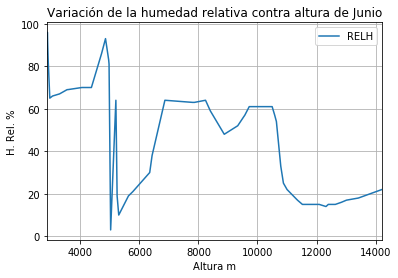 Variación de la humedad relativa contra altura de Junio
RELH
100
80
60
40
20
0
H. Rel. %
4000 6000 8000 10000 12000 14000
Altura m